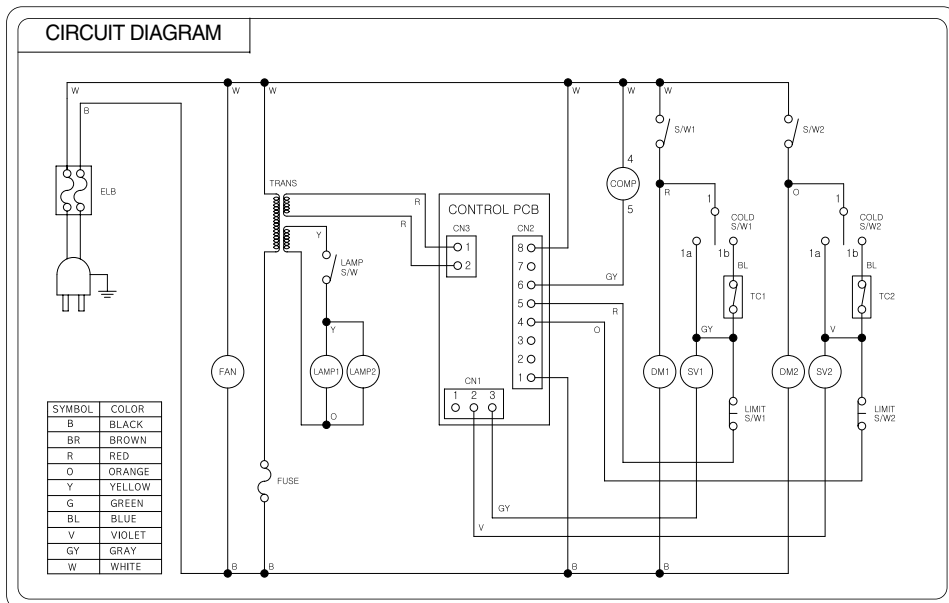 CIRCUIT DIAGRAM
W W W W W W W
B
S/W1
S/W2
ELB
TRANS
4
COMP
5
R
O
R
R
CONTROL PCB
CN3
CN2
1
2
8
7
6
5
4
3
2
1
1
COLD
S/W1
1a
1b
BL
TC1
1
COLD
S/W2
1a
1b
BL
TC2
Y
LAMP
S/W
Y
GY
R
O
GY
V
FAN
LAMP1
LAMP2
O
DM1
SV1
DM2
SV2
CN1
1 2 3
LIMIT
S/W1
LIMIT
S/W2
FUSE
GY
V
B B B B
SYMBOL COLOR
B BLACK
BR BROWN
R RED
O ORANGE
Y YELLOW
G GREEN
BL BLUE
V VIOLET
GY GRAY
W WHITE